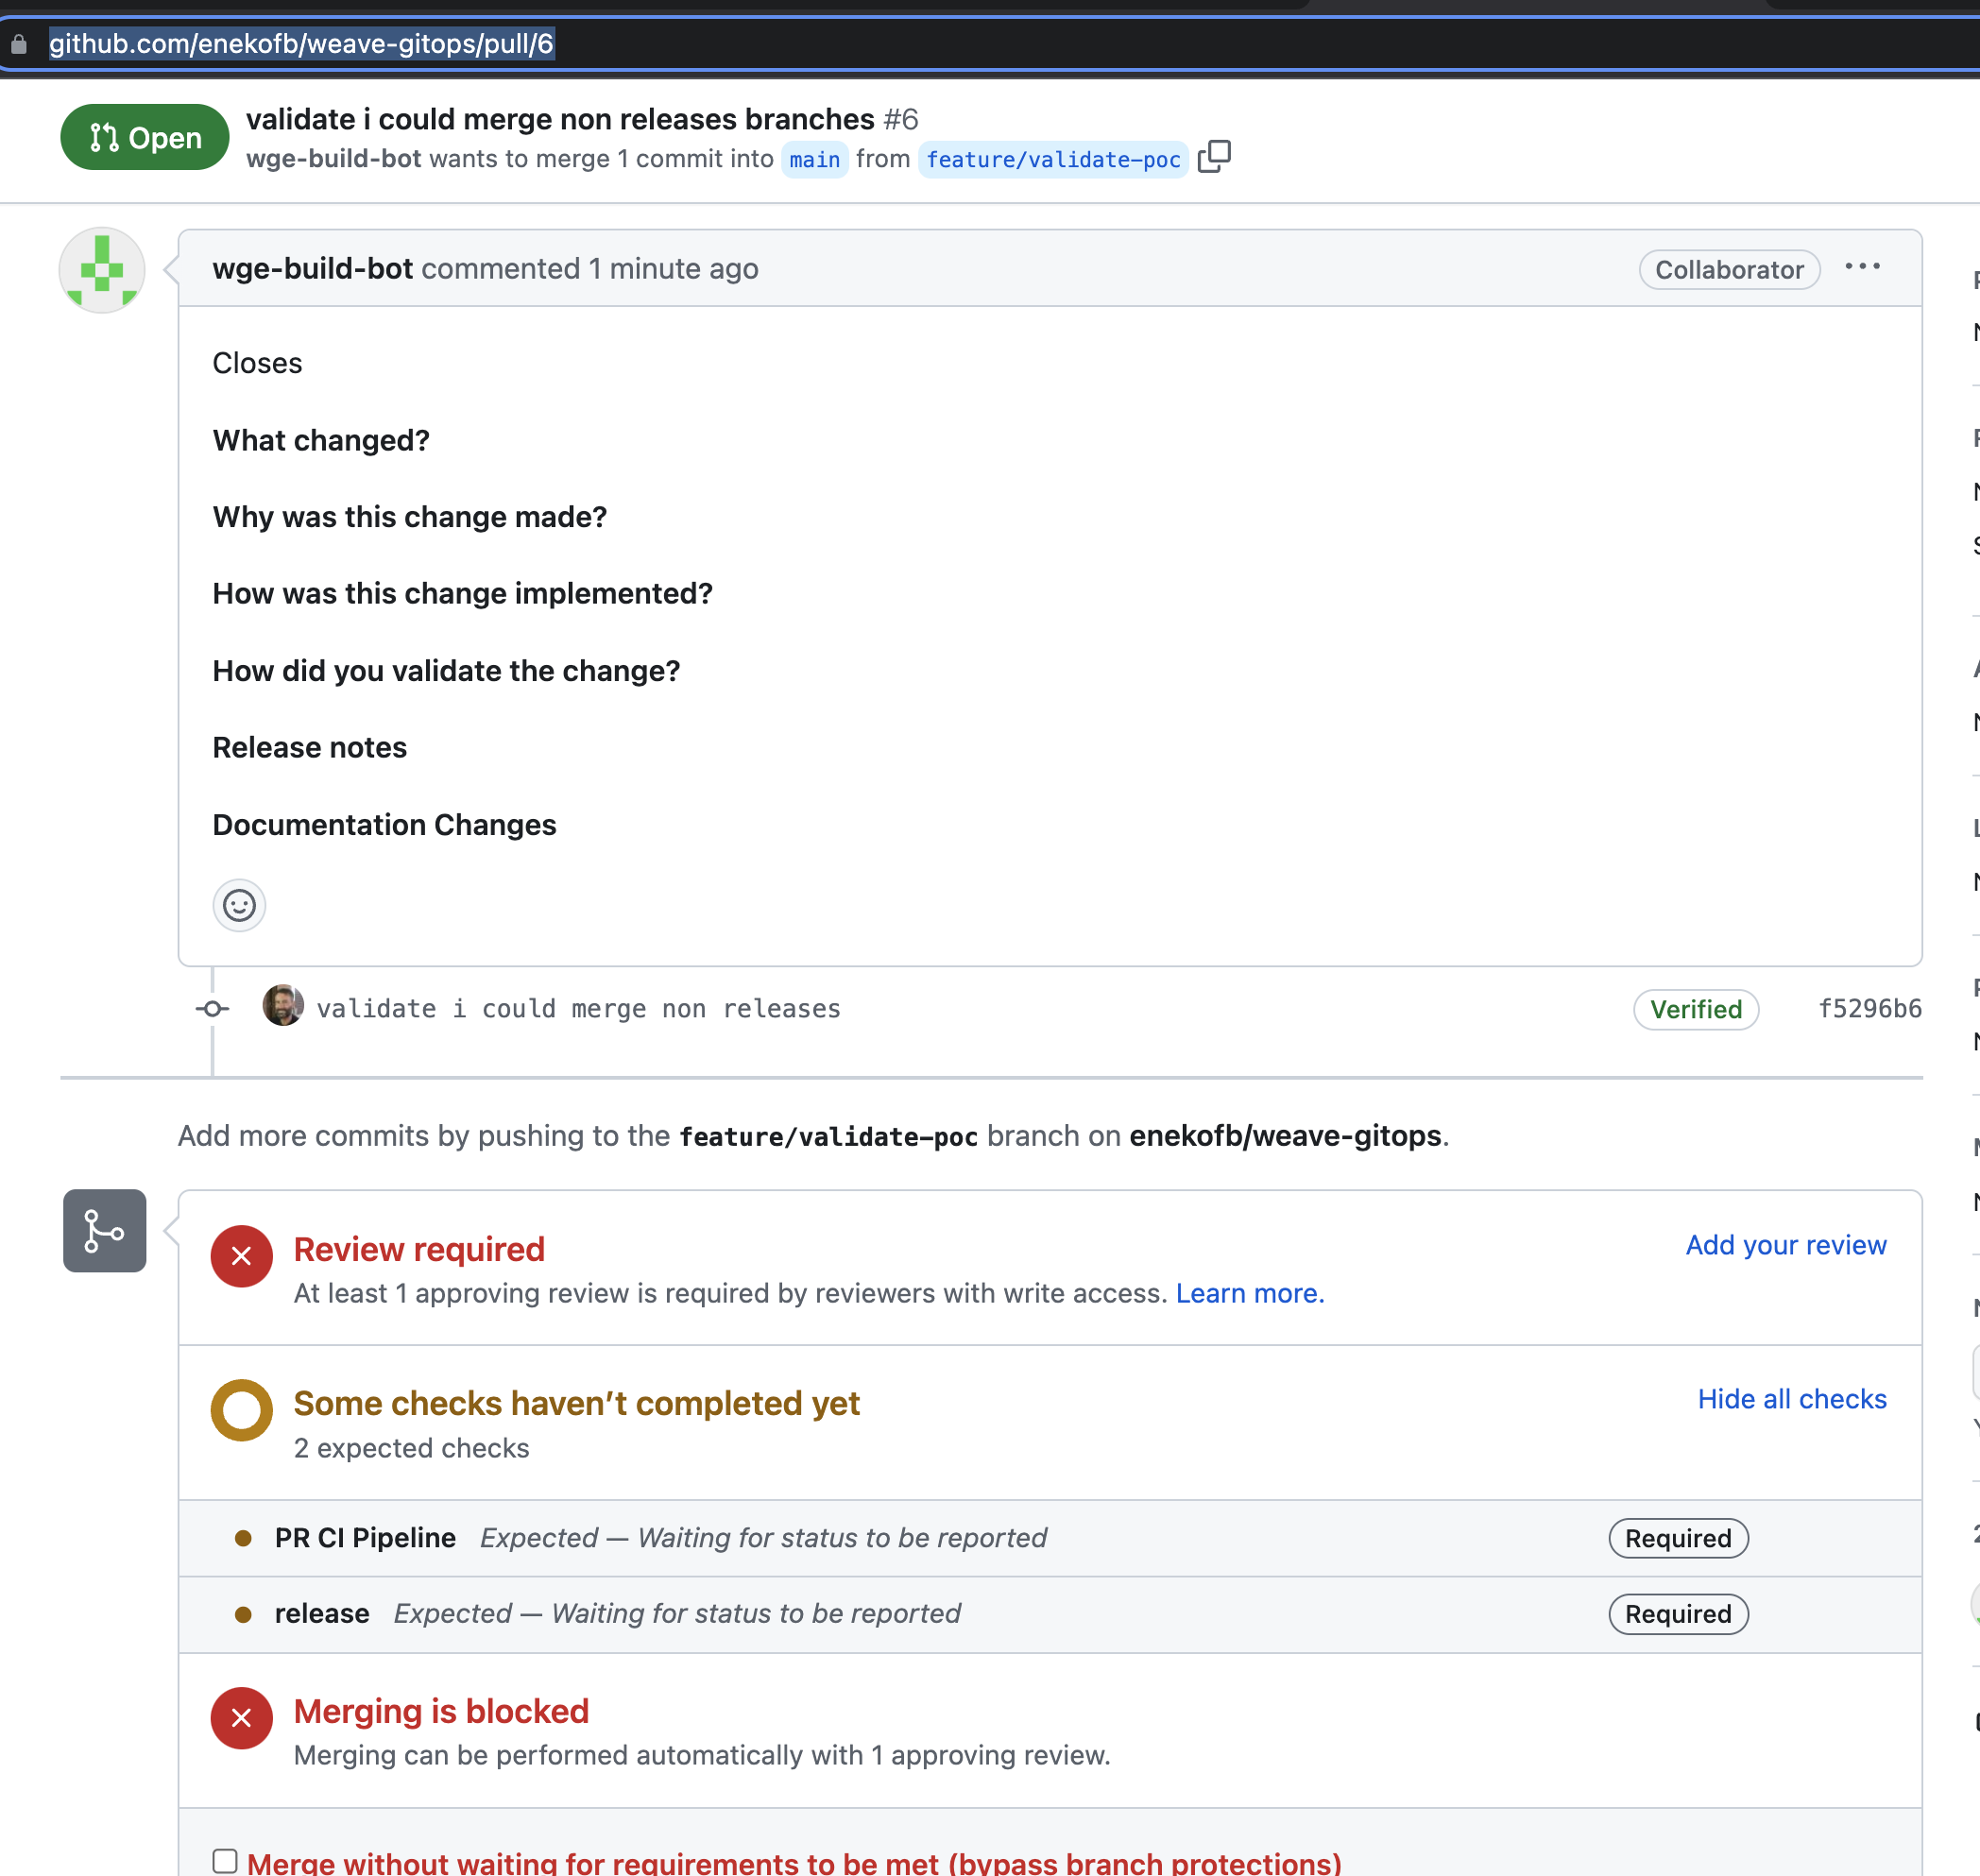 github.com/enekofb/weave-gitops/pull/6
Open
validate i could merge non releases branches #6
wge-build-bot wants to merge 1 commit into main from feature/validate-poc
wge-build-bot commented 1 minute ago
Collaborator
Closes
What changed?
Why was this change made?
How was this change implemented?
How did you validate the change?
Release notes
Documentation Changes
validate i could merge non releases
Verified
f5296b6
Add more commits by pushing to the feature/validate-poc branch on enekofb/weave-gitops.
Review required
Add your review
At least 1 approving review is required by reviewers with write access. Learn more.
Some checks haven’t completed yet
Hide all checks
2 expected checks
PR CI Pipeline Expected — Waiting for status to be reported
Required
release Expected — Waiting for status to be reported
Required
Merging is blocked
Merging can be performed automatically with 1 approving review.
Merge without waiting for requirements to be met (bypass branch protections)